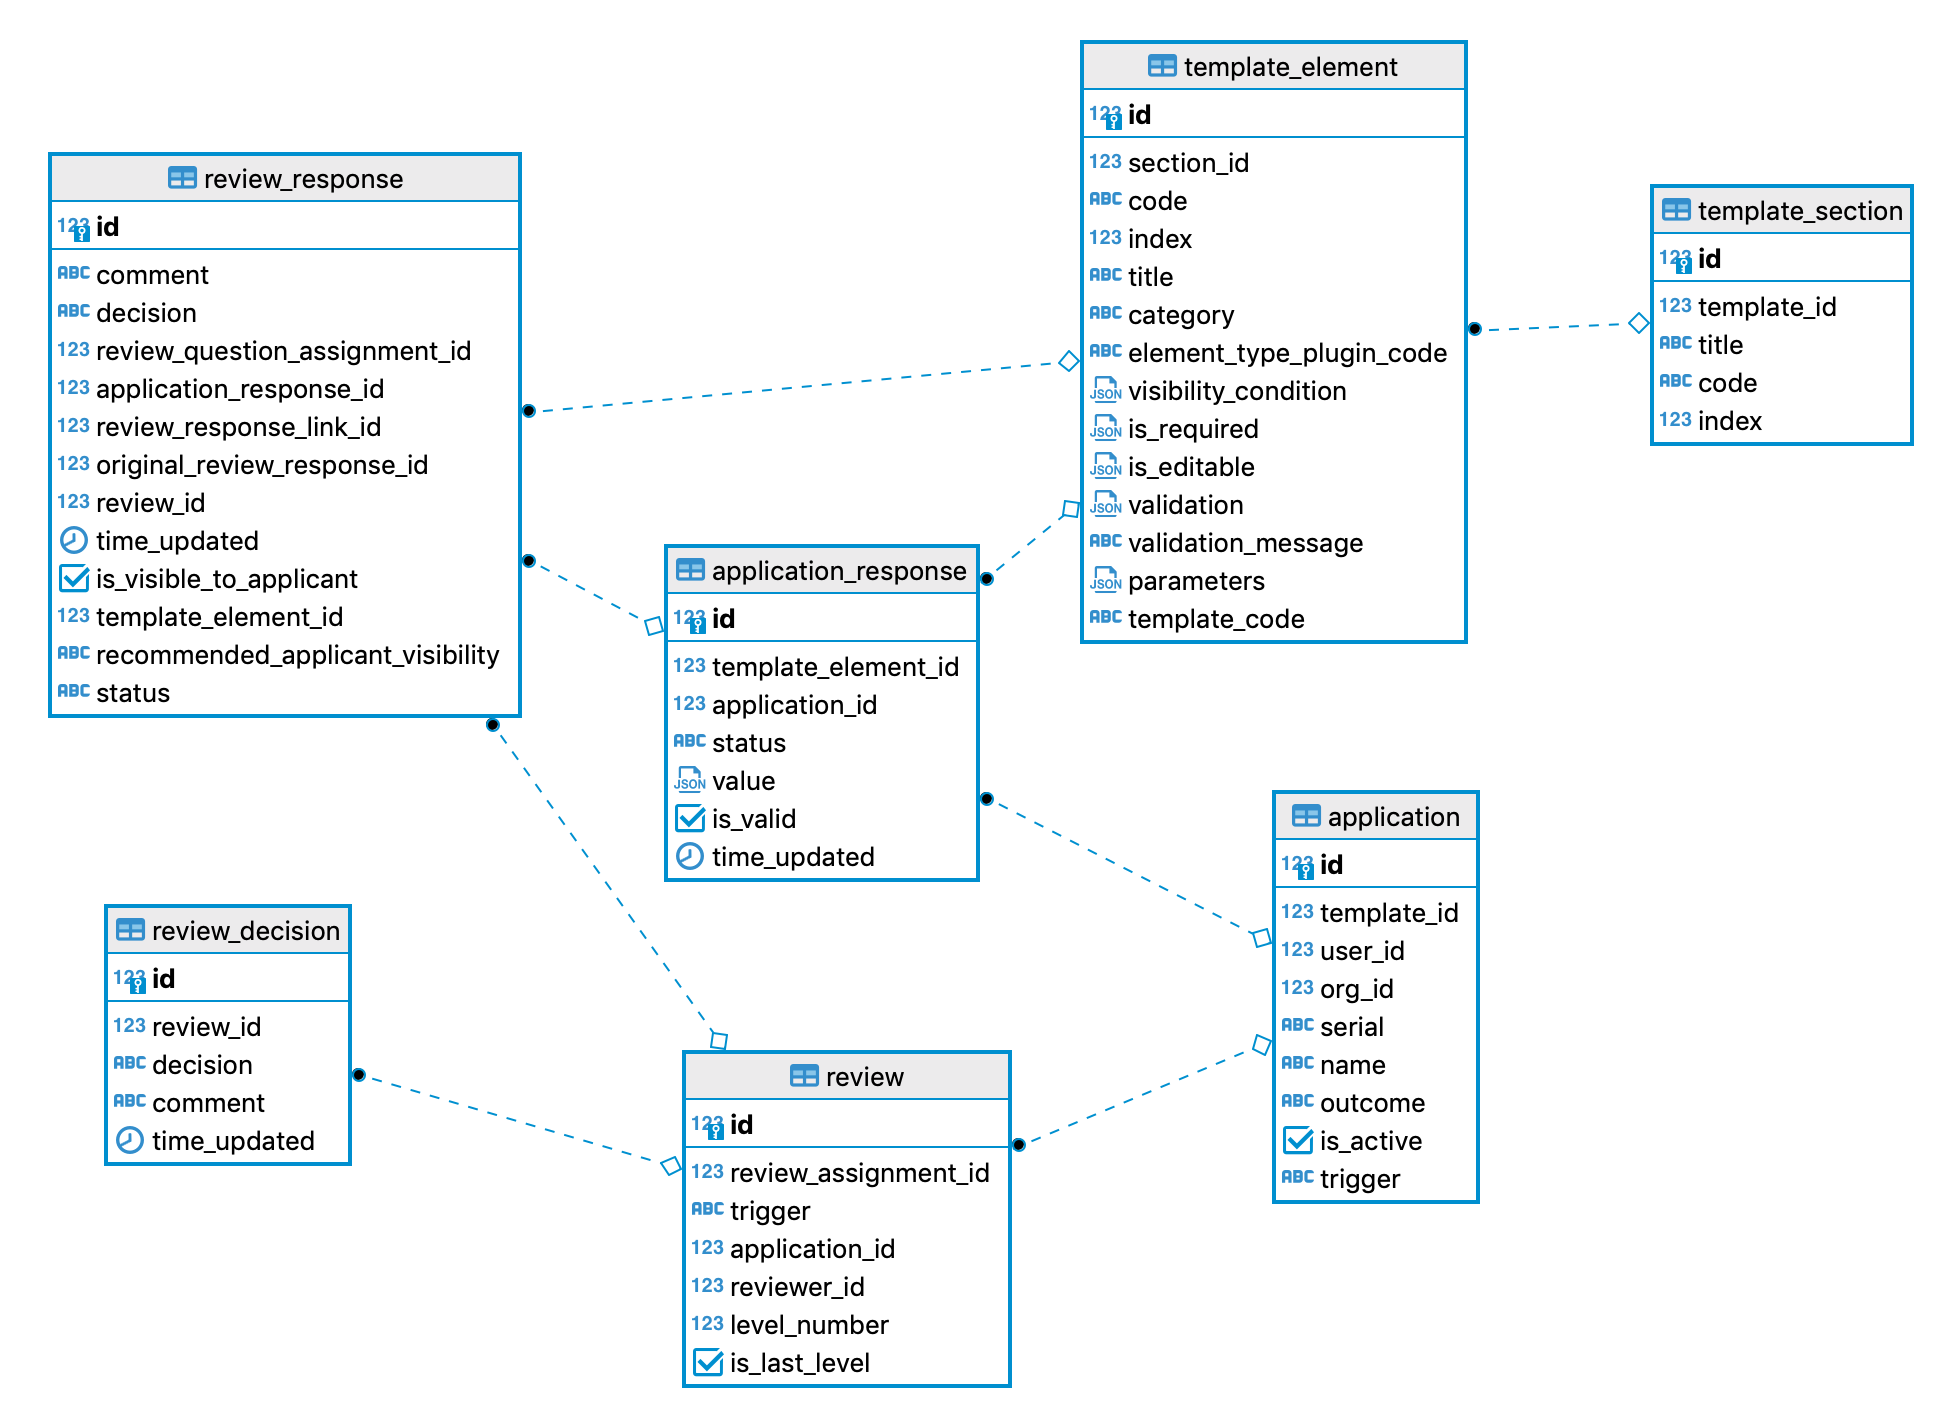 review_response
123 id
ABC comment
ABC decision
123 review_question_assignment_id
123 application_response_id
123 review_response_link_id
123 original_review_response_id
123 review_id
time_updated
is_visible_to_applicant
123 template_element_id
ABC recommended_applicant_visibility
ABC status
template_element
123 id
123 section_id
ABC code
123 index
ABC title
ABC category
ABC element_type_plugin_code
JSON visibility_condition
JSON is_required
JSON is_editable
JSON validation
ABC validation_message
JSON parameters
ABC template_code
template_section
123 id
123 template_id
ABC title
ABC code
123 index
application_response
123 id
123 template_element_id
123 application_id
ABC status
JSON value
is_valid
time_updated
application
123 id
123 template_id
123 user_id
123 org_id
ABC serial
ABC name
ABC outcome
is_active
ABC trigger
review_decision
123 id
123 review_id
ABC decision
ABC comment
time_updated
review
123 id
123 review_assignment_id
ABC trigger
123 application_id
123 reviewer_id
123 level_number
is_last_level